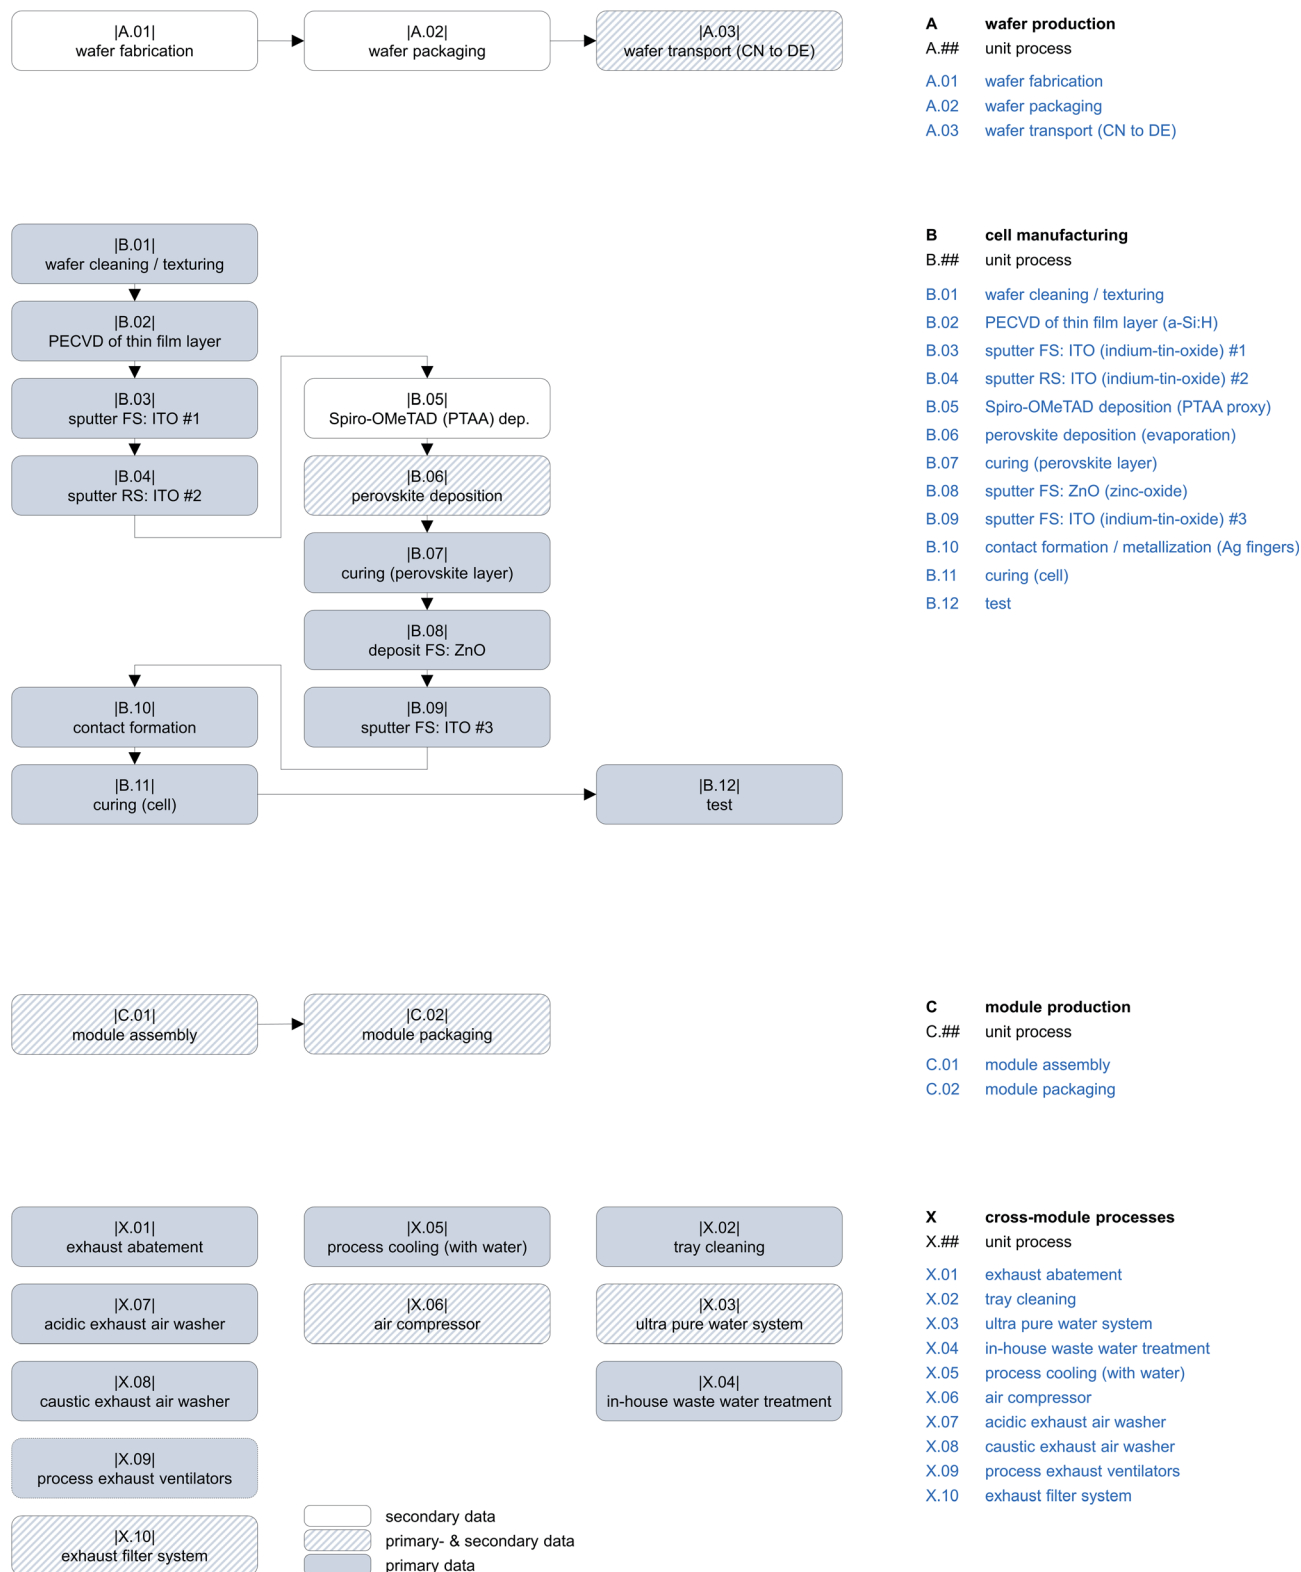 |A.01|
wafer fabrication
|A.02|
wafer packaging
|A.03|
wafer transport (CN to DE)
A wafer production
A.## unit process
A.01 wafer fabrication
A.02 wafer packaging
A.03 wafer transport (CN to DE)
|B.01|
wafer cleaning / texturing
|B.02|
PECVD of thin film layer
|B.03|
sputter FS: ITO #1
|B.04|
sputter RS: ITO #2
|B.05|
Spiro-OMeTAD (PTAA) dep.
|B.06|
perovskite deposition
|B.07|
curing (perovskite layer)
|B.08|
deposit FS: ZnO
|B.09|
sputter FS: ITO #3
|B.10|
contact formation
|B.11|
curing (cell)
|B.12|
test
B cell manufacturing
B.## unit process
B.01 wafer cleaning / texturing
B.02 PECVD of thin film layer (a-Si:H)
B.03 sputter FS: ITO (indium-tin-oxide) #1
B.04 sputter RS: ITO (indium-tin-oxide) #2
B.05 Spiro-OMeTAD deposition (PTAA proxy)
B.06 perovskite deposition (evaporation)
B.07 curing (perovskite layer)
B.08 sputter FS: ZnO (zinc-oxide)
B.09 sputter FS: ITO (indium-tin-oxide) #3
B.10 contact formation / metallization (Ag fingers)
B.11 curing (cell)
B.12 test
|C.01|
module assembly
|C.02|
module packaging
C module production
C.## unit process
C.01 module assembly
C.02 module packaging
|X.01|
exhaust abatement
|X.05|
process cooling (with water)
|X.02|
tray cleaning
|X.07|
acidic exhaust air washer
|X.06|
air compressor
|X.03|
ultra pure water system
|X.08|
caustic exhaust air washer
|X.04|
in-house waste water treatment
|X.09|
process exhaust ventilators
|X.10|
exhaust filter system
secondary data
primary- & secondary data
primary data
X cross-module processes
X.## unit process
X.01 exhaust abatement
X.02 tray cleaning
X.03 ultra pure water system
X.04 in-house waste water treatment
X.05 process cooling (with water)
X.06 air compressor
X.07 acidic exhaust air washer
X.08 caustic exhaust air washer
X.09 process exhaust ventilators
X.10 exhaust filter system